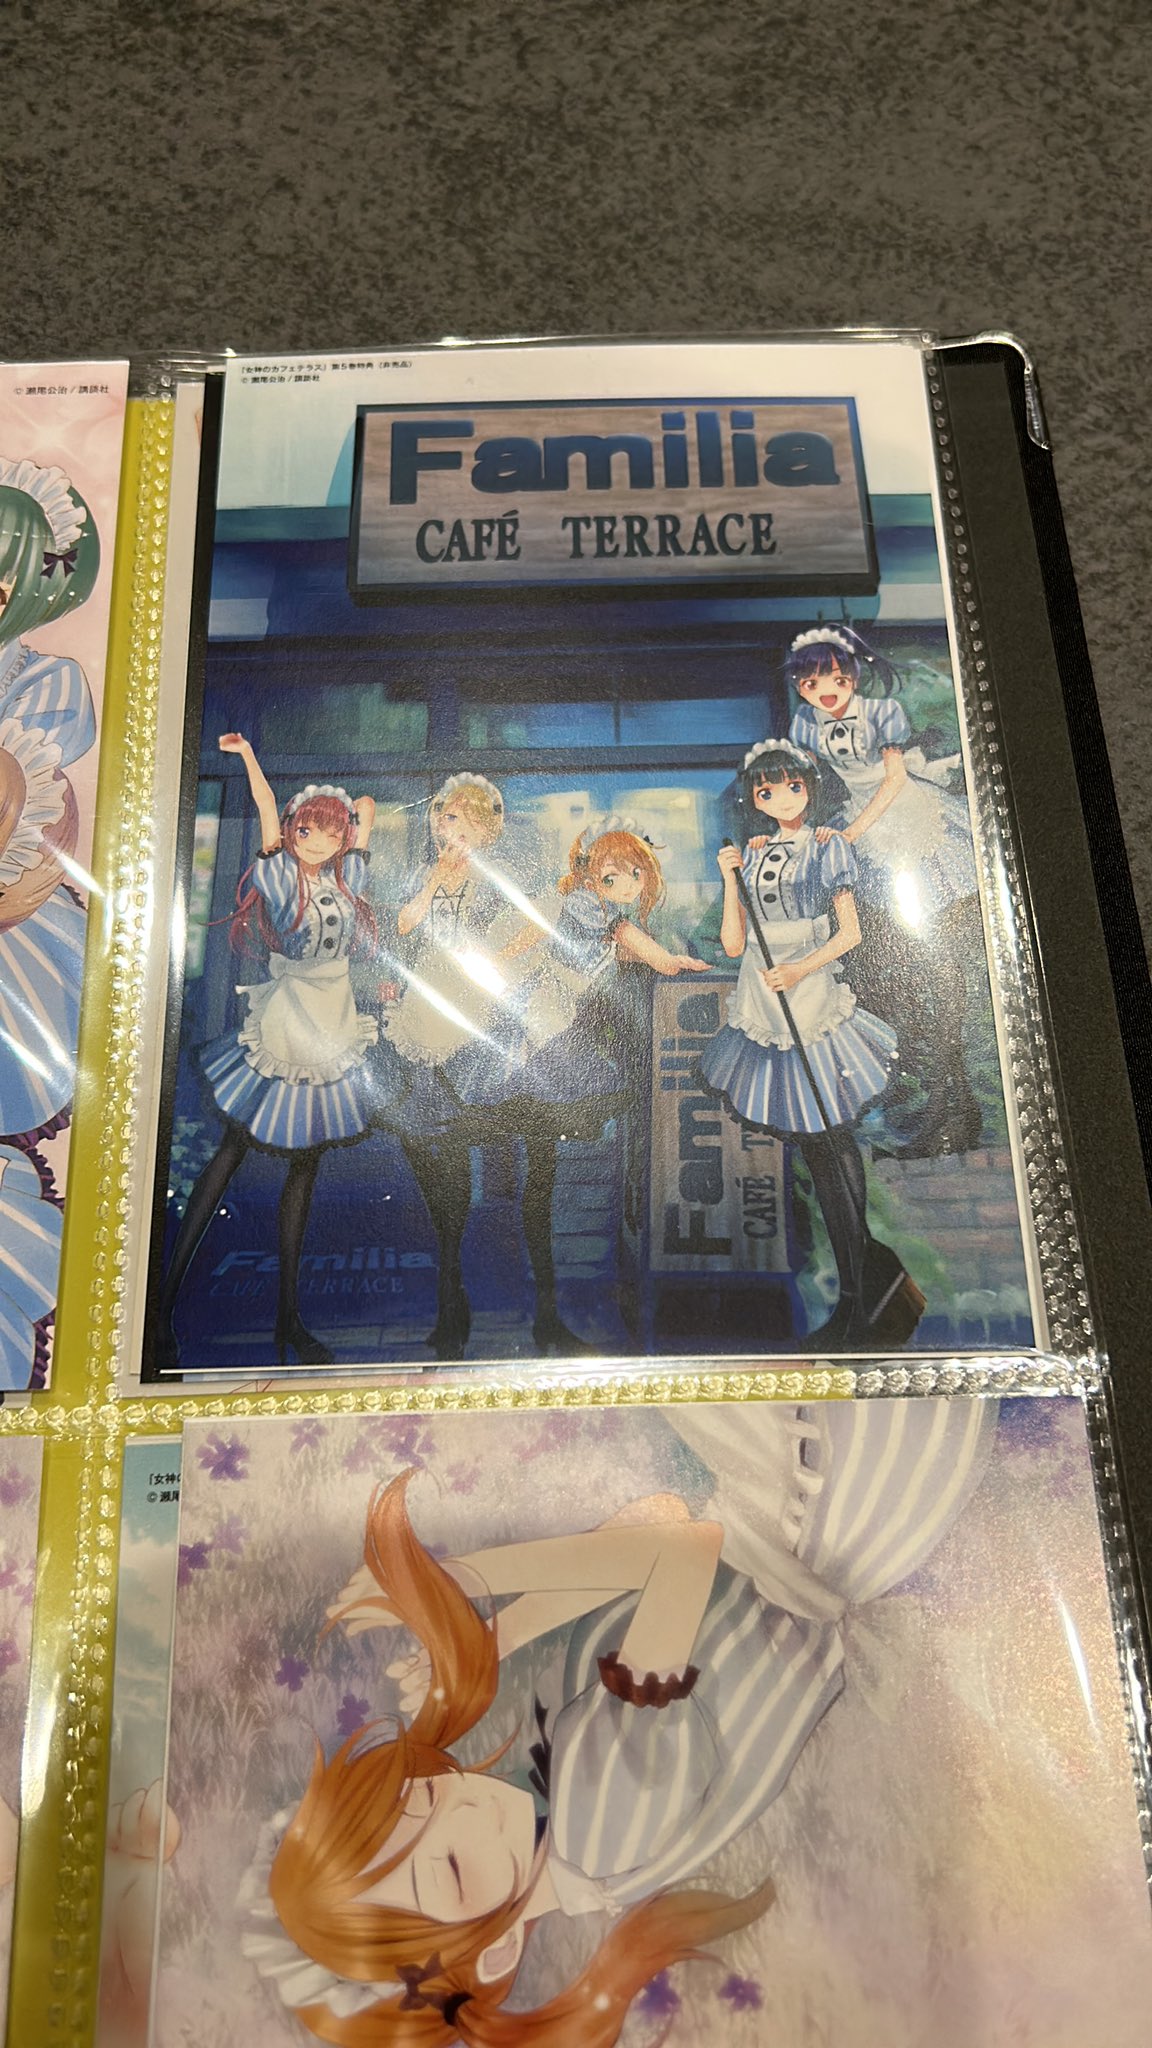 © 瀬尾公治 / 講談社
『女神のカフェテラス』第5巻特典(非売品)
© 瀬尾公治 / 講談社
Familia
CAFÉ TERRACE
Familia
CAFÉ T
Familia
CAFÉ TERRACE
「女神の
© 瀬尾